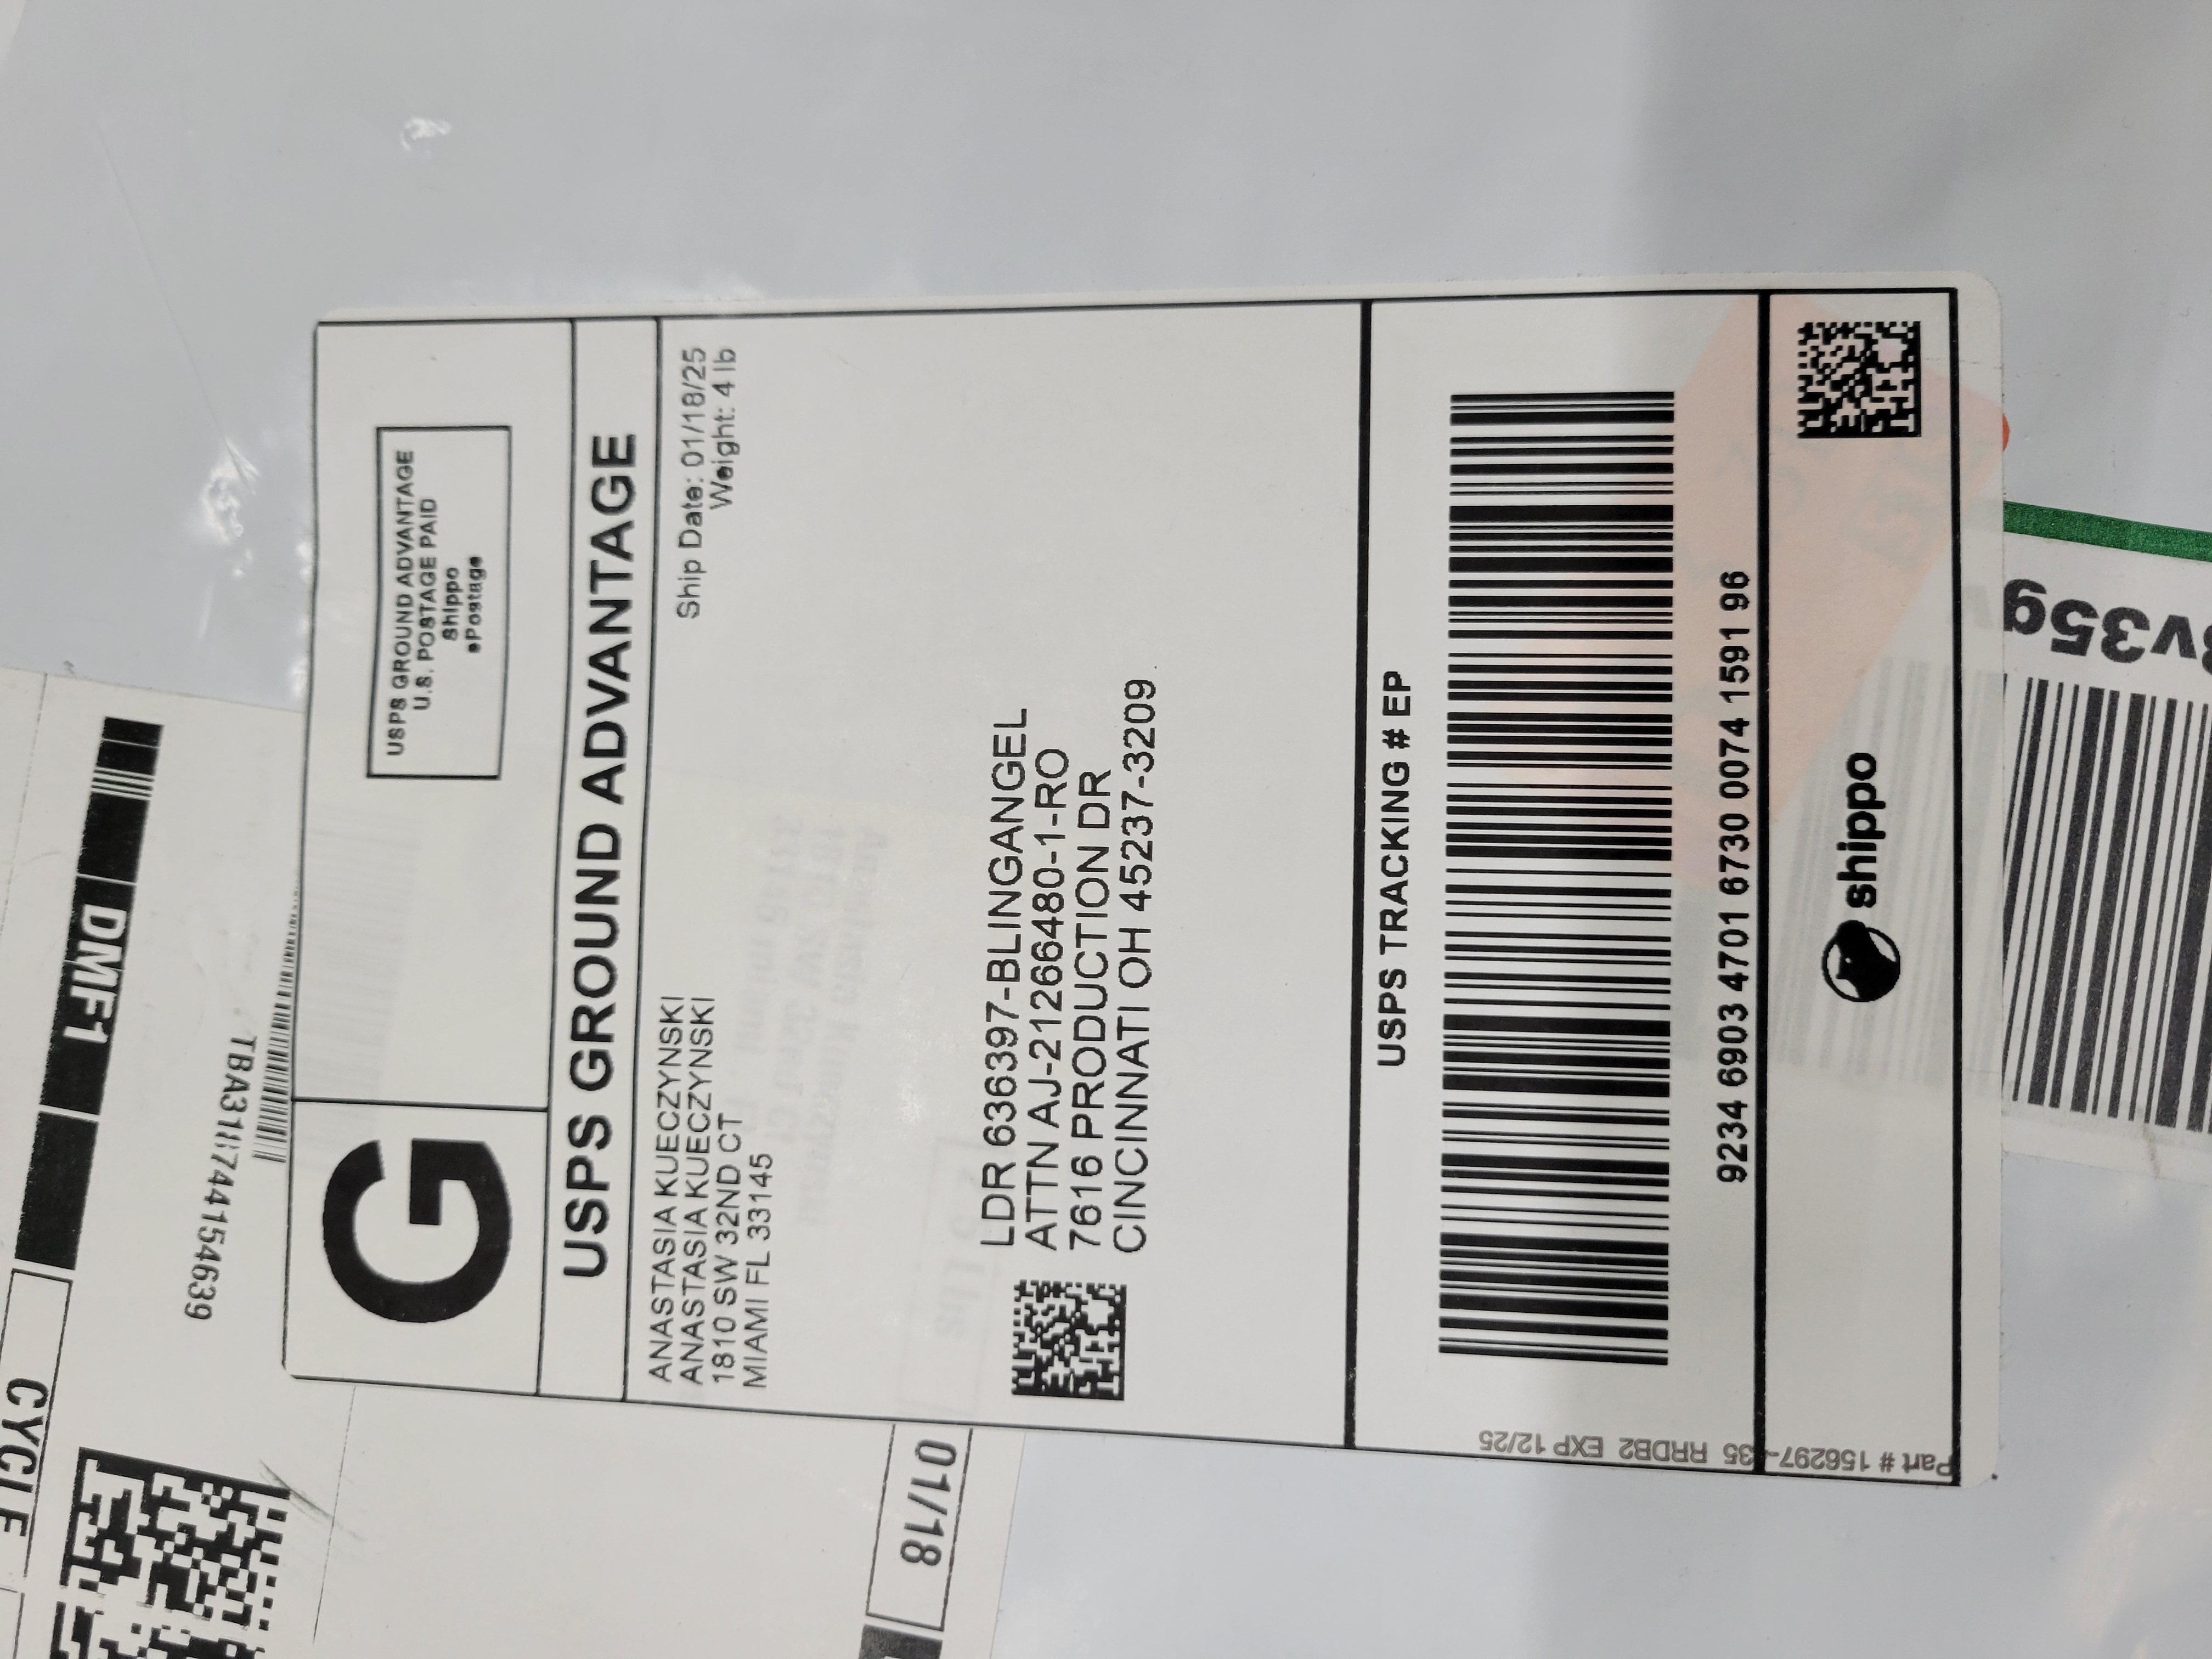 G
USPS GROUND ADVANTAGE
U.S. POSTAGE PAID
Shippo
ePostage
USPS GROUND ADVANTAGE
ANASTASIA KUECZYNSKI
ANASTASIA KUECZYNSKI
1810 SW 32ND CT
MIAMI FL 33145
Ship Date: 01/18/25
Weight: 4 lb
LDR 636397-BLINGANGEL
ATTN AJ-21266480-1-RO
7616 PRODUCTION DR
CINCINNATI OH 45237-3209
USPS TRACKING # EP
9234 6903 4701 6730 0074 1591 96
shippo
Part # 156297-435 RRDB2 EXP 12/25
DMF1
CYCLE
01/18
v35g